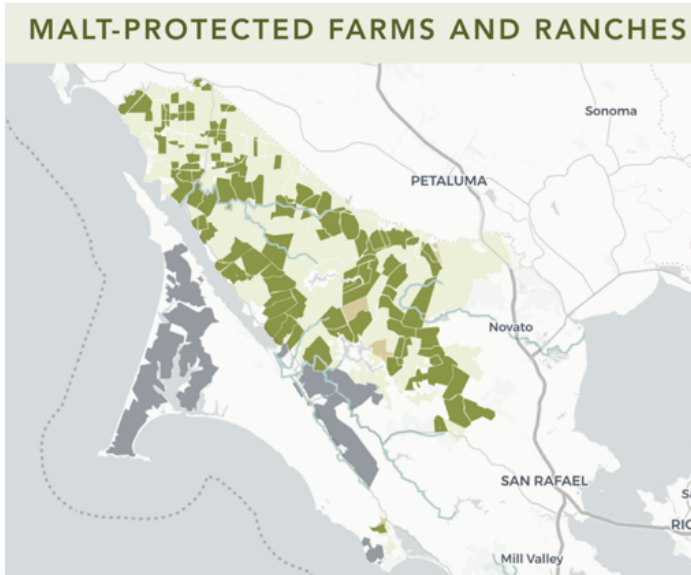 MALT-PROTECTED FARMS AND RANCHES
Sonoma
PETALUMA
Novato
SAN RAFAEL
Mill Valley